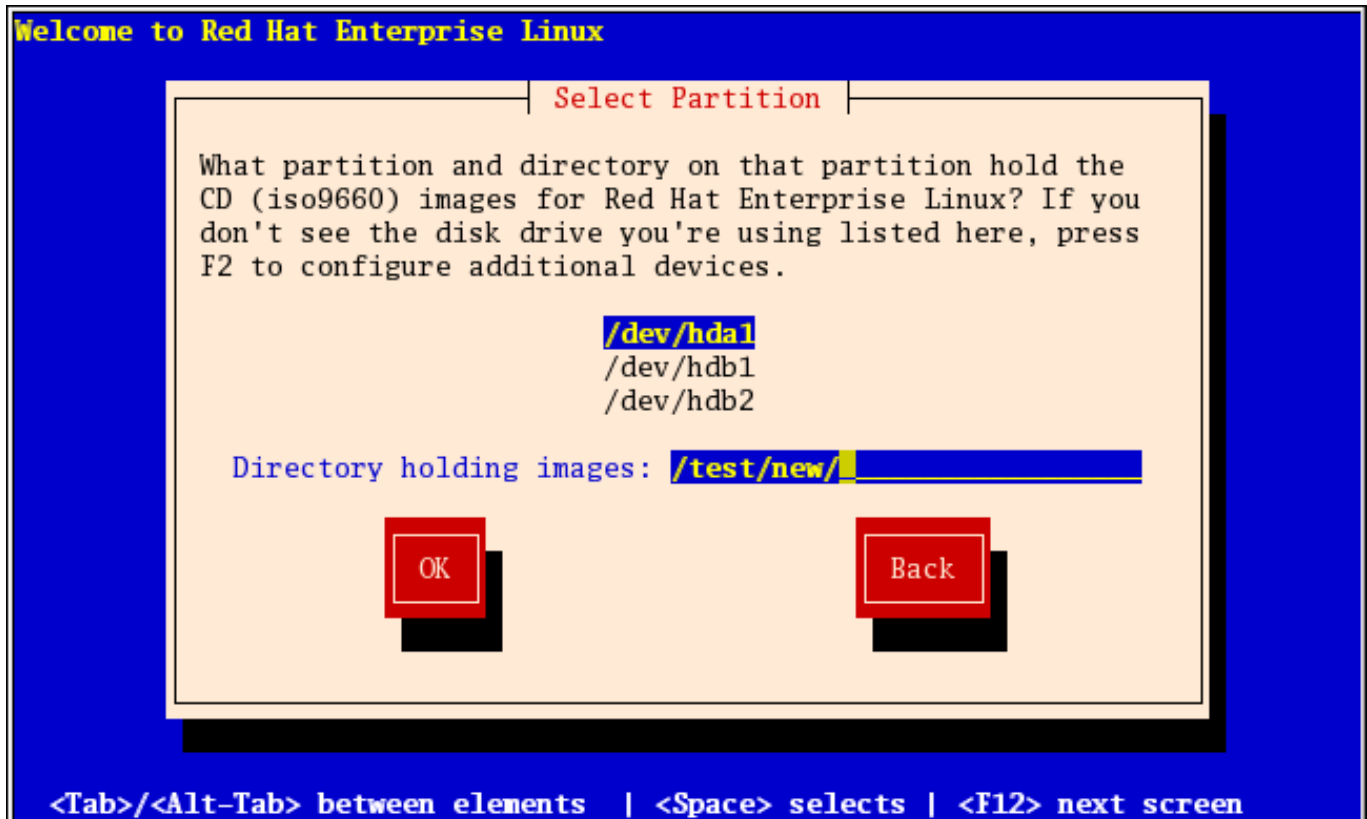 Welcome to Red Hat Enterprise Linux
Select Partition
What partition and directory on that partition hold the
CD (iso9660) images for Red Hat Enterprise Linux? If you
don't see the disk drive you're using listed here, press
F2 to configure additional devices.
/dev/hda1
/dev/hdb1
/dev/hdb2
Directory holding images: /test/new/
OK Back
<Tab>/<Alt-Tab> between elements | <Space> selects | <F12> next screen